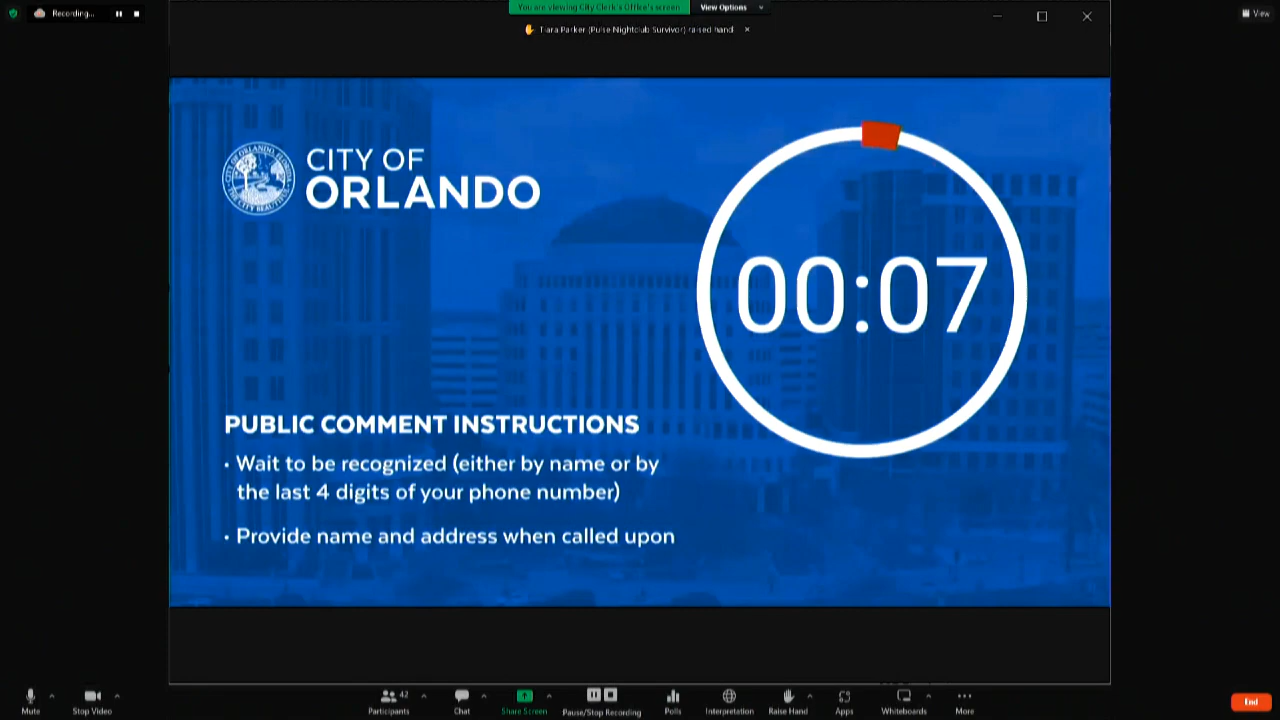 Recording...
You are viewing City Clerk's Office's screen
View Options
View
Tiara Parker (Pulse Nightclub Survivor) raised hand
CITY OF
ORLANDO
00:07
PUBLIC COMMENT INSTRUCTIONS
• Wait to be recognized (either by name or by
the last 4 digits of your phone number)
• Provide name and address when called upon
Mute
Stop Video
42
Participants
Chat
Share Screen
Pause/Stop Recording
Polls
Interpretation
Raise Hand
Apps
Whiteboards
More
End